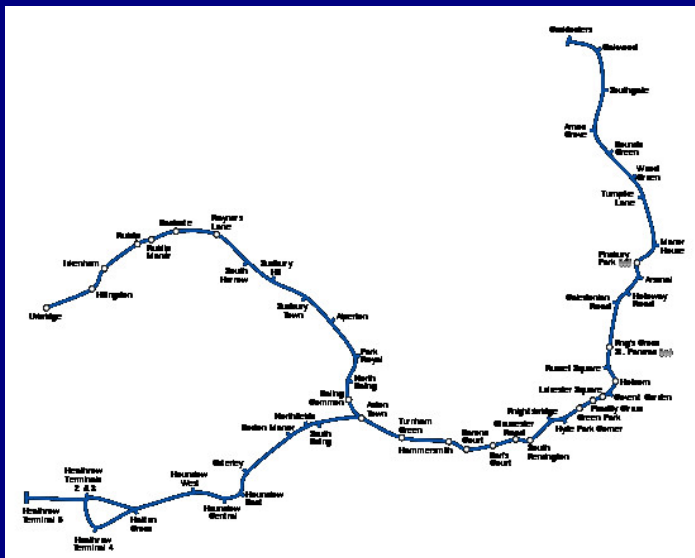 Cockfosters
Oakwood
Southgate
Arnos
Grove
Bounds
Green
Wood
Green
Turnpike
Lane
Manor
House
Finsbury
Park
Arsenal
Holloway
Road
Caledonian
Road
King's Cross
St. Pancras
Russell Square
Holborn
Leicester Square
Covent Garden
Piccadilly Circus
Green Park
Hyde Park Corner
Knightsbridge
South
Kensington
Gloucester
Road
Earl's
Court
Barons
Court
Hammersmith
Turnham
Green
Acton
Town
Ealing
Common
North
Ealing
Park
Royal
Alperton
Sudbury
Town
Sudbury
Hill
South
Harrow
Rayners
Lane
Eastcote
Ruislip
Manor
Ruislip
Ickenham
Hillingdon
Uxbridge
South
Ealing
Northfields
Boston Manor
Osterley
Hounslow
East
Hounslow
Central
Hounslow
West
Hatton
Cross
Heathrow
Terminals
2 & 3
Heathrow
Terminal 4
Heathrow
Terminal 5